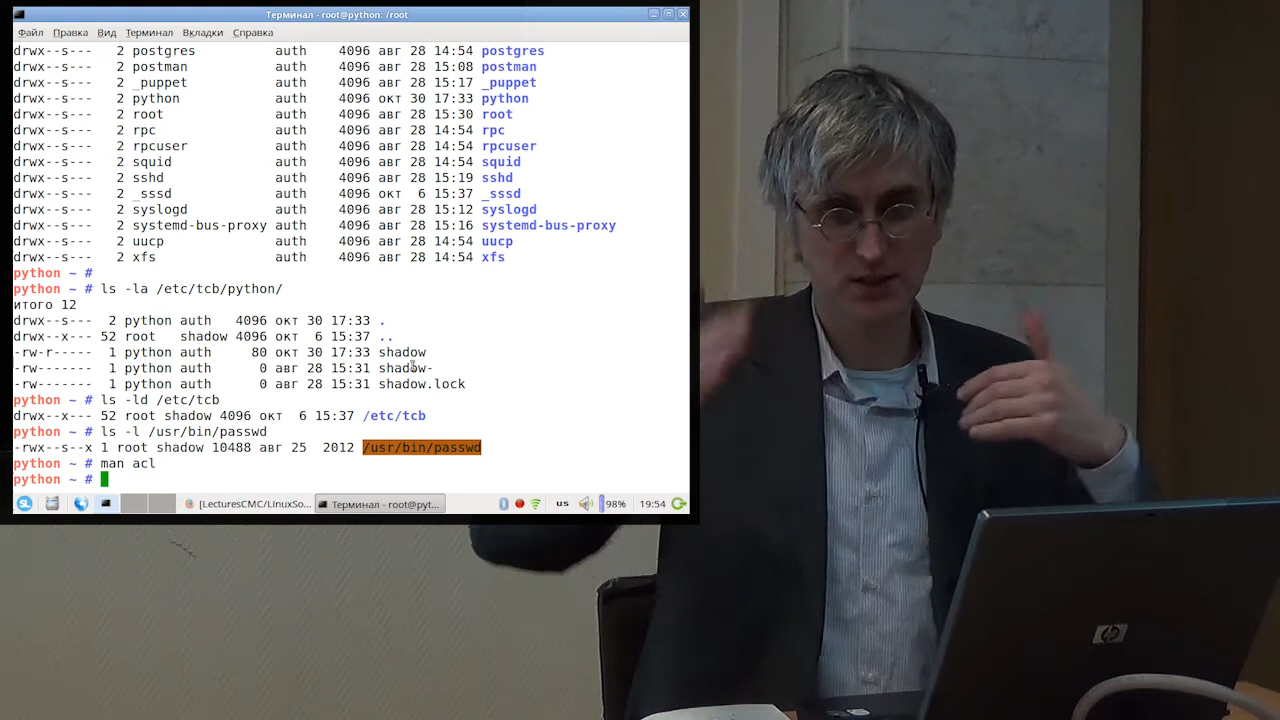 Терминал - root@python: /root
Файл Правка Вид Терминал Вкладки Справка
drwx--s--- 2 postgres auth 4096 авг 28 14:54 postgres
drwx--s--- 2 postman auth 4096 авг 28 15:08 postman
drwx--s--- 2 _puppet auth 4096 авг 28 15:17 _puppet
drwx--s--- 2 python auth 4096 окт 30 17:33 python
drwx--s--- 2 root auth 4096 авг 28 15:30 root
drwx--s--- 2 rpc auth 4096 авг 28 14:54 rpc
drwx--s--- 2 rpcuser auth 4096 авг 28 14:54 rpcuser
drwx--s--- 2 squid auth 4096 авг 28 14:54 squid
drwx--s--- 2 sshd auth 4096 авг 28 15:19 sshd
drwx--s--- 2 _sssd auth 4096 окт 6 15:37 _sssd
drwx--s--- 2 syslogd auth 4096 авг 28 15:12 syslogd
drwx--s--- 2 systemd-bus-proxy auth 4096 авг 28 15:16 systemd-bus-proxy
drwx--s--- 2 uucp auth 4096 авг 28 14:54 uucp
drwx--s--- 2 xfs auth 4096 авг 28 14:54 xfs
python ~ #
python ~ # ls -la /etc/tcb/python/
итого 12
drwx--s--- 2 python auth 4096 окт 30 17:33 .
drwx--x--- 52 root shadow 4096 окт 6 15:37 ..
-rw-r----- 1 python auth 80 окт 30 17:33 shadow
-rw------- 1 python auth 0 авг 28 15:31 shadow-
-rw------- 1 python auth 0 авг 28 15:31 shadow.lock
python ~ # ls -ld /etc/tcb
drwx--x--- 52 root shadow 4096 окт 6 15:37 /etc/tcb
python ~ # ls -l /usr/bin/passwd
-rwx--s--x 1 root shadow 10488 авг 25 2012 /usr/bin/passwd
python ~ # man acl
python ~ #
[LecturesCMC/LinuxSo... Терминал - root@pyt... us 98% 19:54
hp